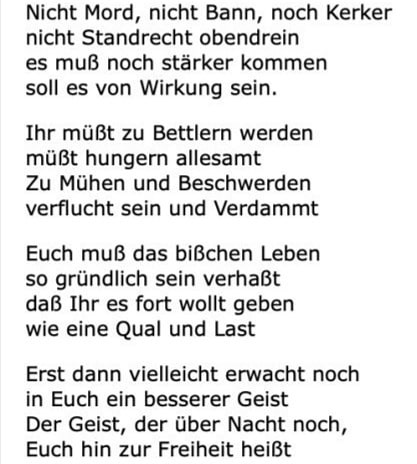 Nicht Mord, nicht Bann, noch Kerker
nicht Standrecht obendrein
es muß noch stärker kommen
soll es von Wirkung sein.
Ihr müßt zu Bettlern werden
müßt hungern allesamt
Zu Mühen und Beschwerden
verflucht sein und Verdammt
Euch muß das bißchen Leben
so gründlich sein verhaßt
daß Ihr es fort wollt geben
wie eine Qual und Last
Erst dann vielleicht erwacht noch
in Euch ein besserer Geist
Der Geist, der über Nacht noch,
Euch hin zur Freiheit heißt